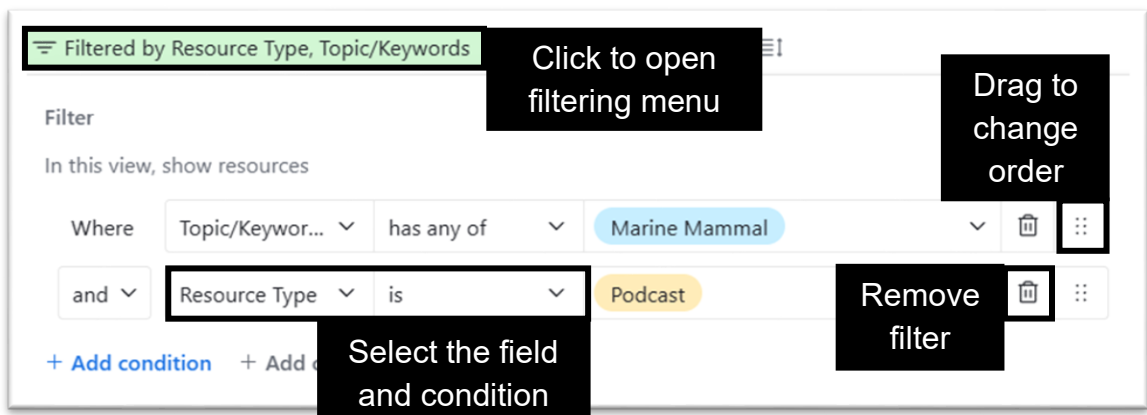 Filtered by Resource Type, Topic/Keywords
Click to open
filtering menu
Drag to
change
order
Filter
In this view, show resources
Where Topic/Keywor... has any of Marine Mammal
and Resource Type is Podcast
Remove
filter
+ Add condition + Add
Select the field
and condition